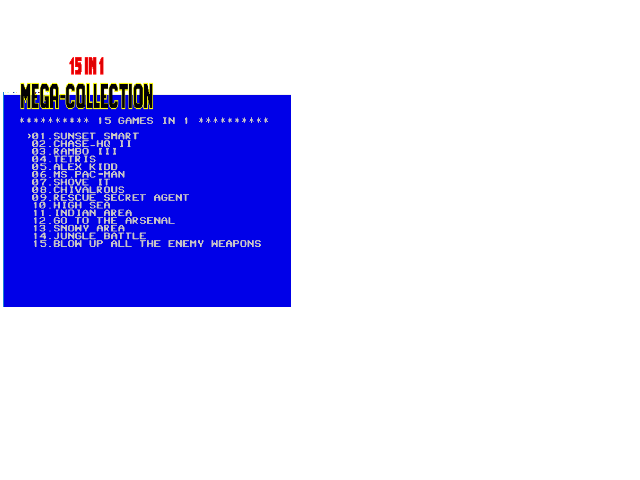 15 IN 1
MEGA-COLLECTION
********** 15 GAMES IN 1 **********
>01.SUNSET SMART
02.CHASE-HQ II
03.RAMBO III
04.TETRIS
05.ALEX KIDD
06.MS PAC-MAN
07.SHOVE IT
08.CHIVALROUS
09.RESCUE SECRET AGENT
10.HIGH SEA
11.INDIAN AREA
12.GO TO THE ARSENAL
13.SNOWY AREA
14.JUNGLE BATTLE
15.BLOW UP ALL THE ENEMY WEAPONS